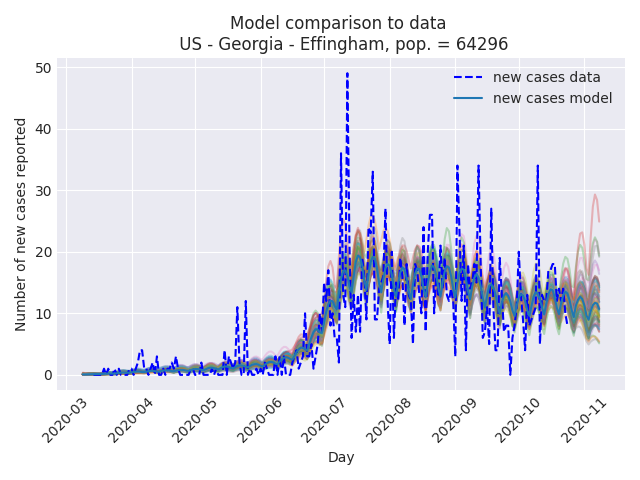 Model comparison to data
US - Georgia - Effingham, pop. = 64296
new cases data
new cases model
Number of new cases reported
50
40
30
20
10
0
2020-03
2020-04
2020-05
2020-06
2020-07
2020-08
2020-09
2020-10
2020-11
Day